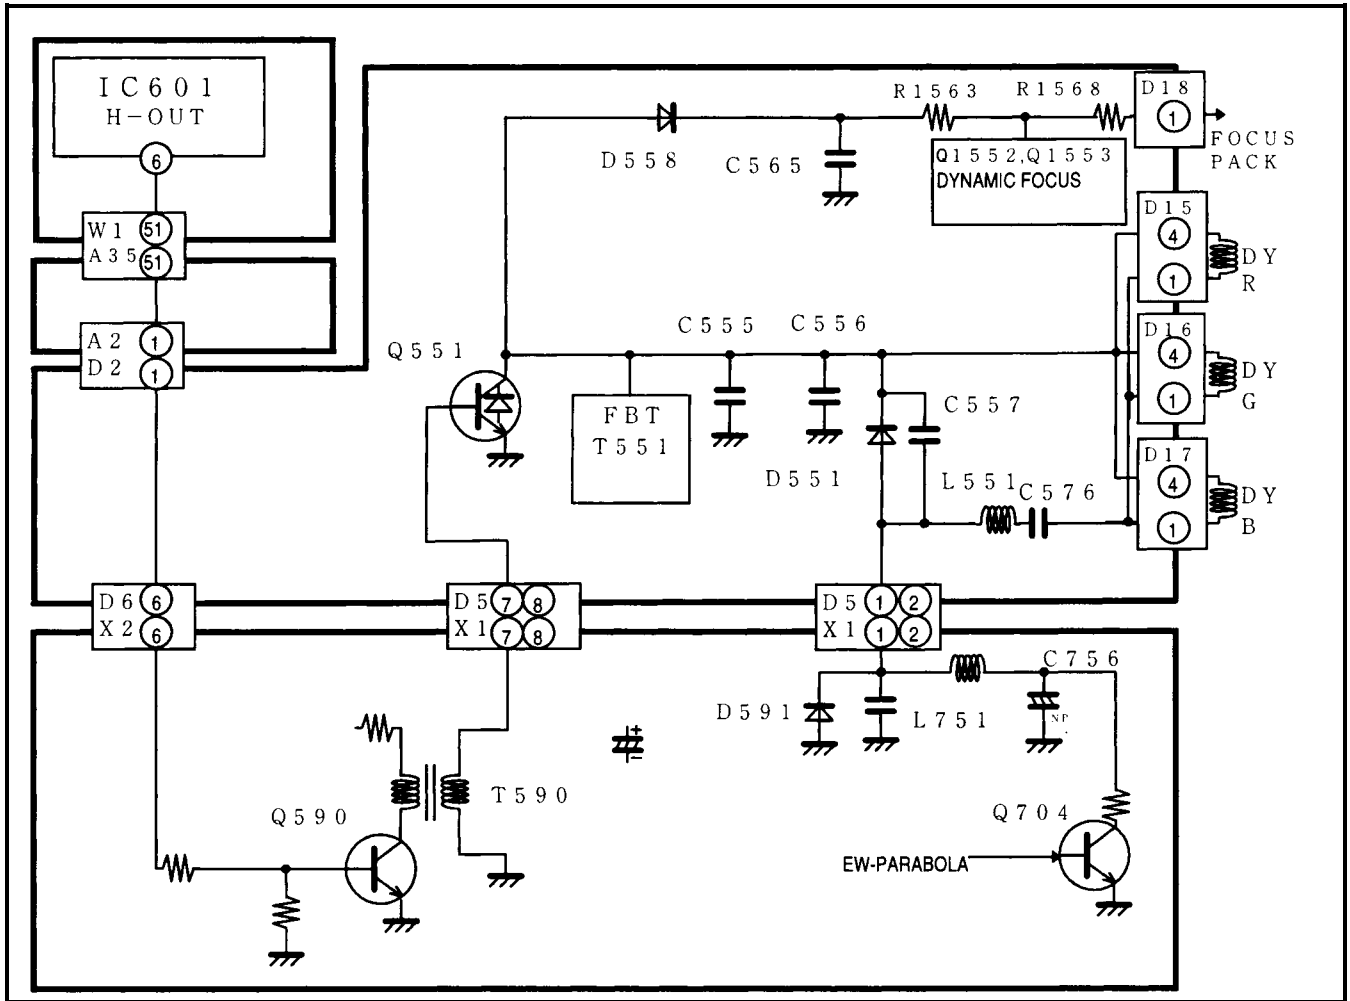 IC601
H-OUT
6
W1 51
A35 51
A2 1
D2 1
R1563
R1568
D18
1
FOCUS
PACK
D558
C565
Q1552,Q1553
DYNAMIC FOCUS
D15
4
1
DY
R
Q551
C555
C556
D16
4
1
DY
G
FBT
T551
C557
D551
L551
C576
D17
4
1
DY
B
D6 6
X2 6
D5 7 8
X1 7 8
D5 1 2
X1 1 2
C756
D591
L751
NP
+
-
T590
Q590
Q704
EW-PARABOLA